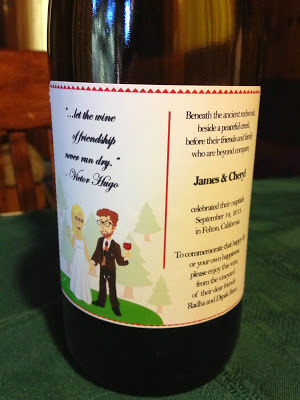 "...let the wine
of friendship
never run dry."
-Victor Hugo
Beneath the ancient redwoods,
beside a peaceful creek,
before their friends and family
who are beyond compare
James & Cheryl
celebrated their nuptials
September 14, 2013
in Felton, California
To commemorate that happy
or your own happiness
please enjoy this wine
from the vineyard
of their dear friends
Radha and Dipak